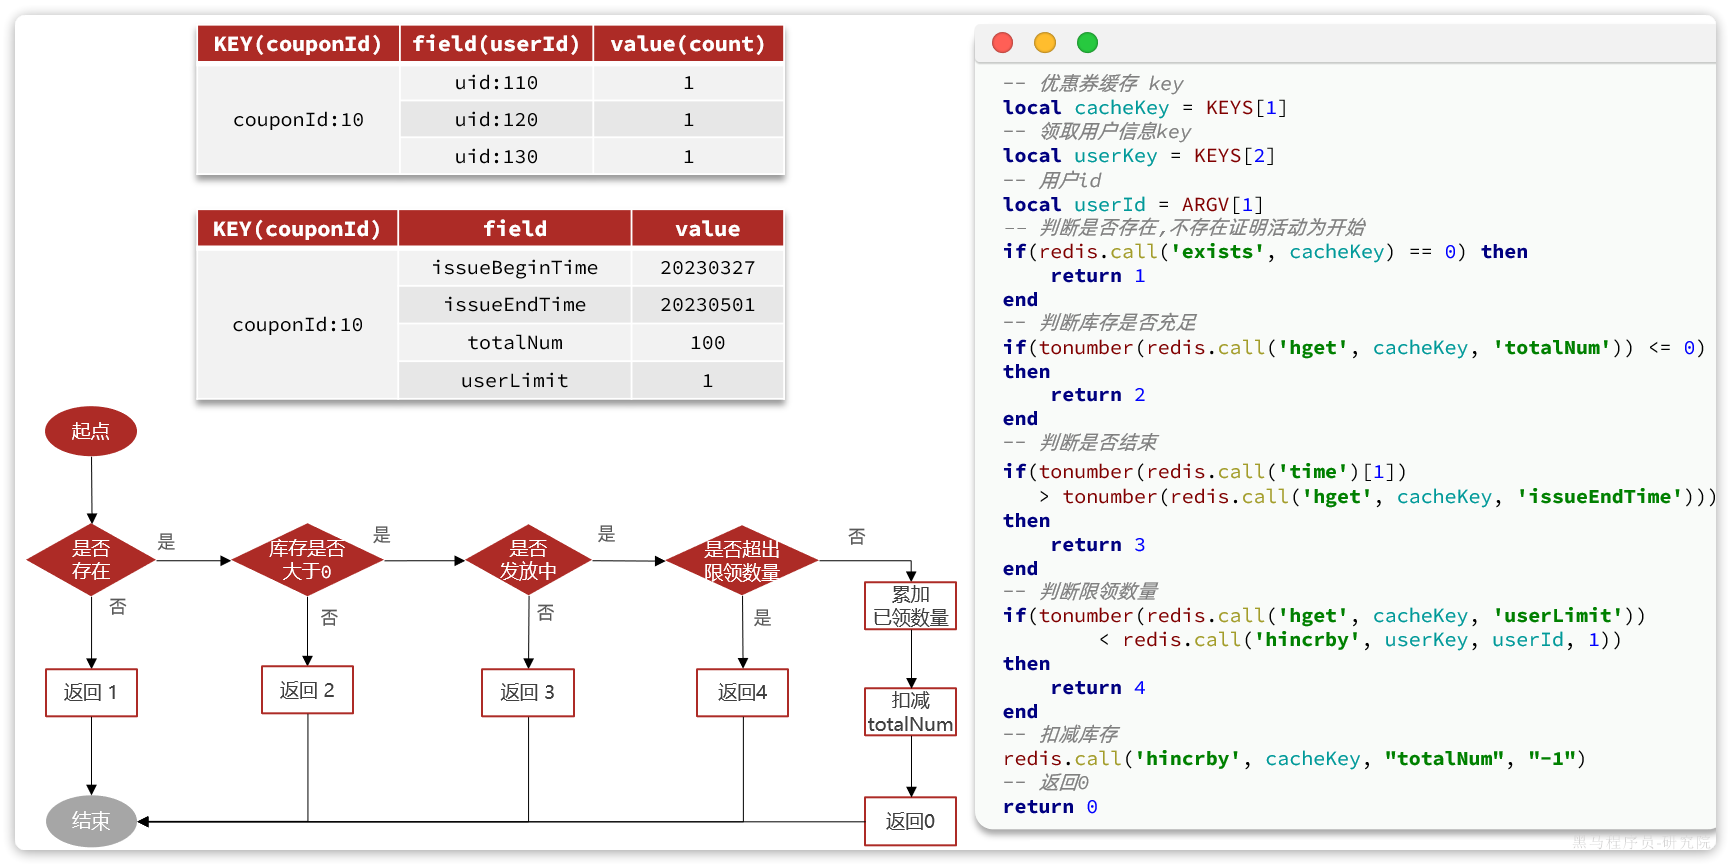 KEY(couponId) field(userId) value(count)
couponId:10
uid:110 1
uid:120 1
uid:130 1
KEY(couponId) field value
couponId:10
issueBeginTime 20230327
issueEndTime 20230501
totalNum 100
userLimit 1
起点
是否
存在
是
否
库存是否
大于0
是
否
是否
发放中
是
否
是否超出
限领数量
否
是
累加
已领数量
扣减
totalNum
返回 1
返回 2
返回 3
返回4
返回0
结束
-- 优惠券缓存 key
local cacheKey = KEYS[1]
-- 领取用户信息key
local userKey = KEYS[2]
-- 用户id
local userId = ARGV[1]
-- 判断是否存在,不存在证明活动为开始
if(redis.call('exists', cacheKey) == 0) then
    return 1
end
-- 判断库存是否充足
if(tonumber(redis.call('hget', cacheKey, 'totalNum')) <= 0)
then
    return 2
end
-- 判断是否结束
if(tonumber(redis.call('time')[1])
   > tonumber(redis.call('hget', cacheKey, 'issueEndTime')))
then
    return 3
end
-- 判断限领数量
if(tonumber(redis.call('hget', cacheKey, 'userLimit'))
        < redis.call('hincrby', userKey, userId, 1))
then
    return 4
end
-- 扣减库存
redis.call('hincrby', cacheKey, "totalNum", "-1")
-- 返回0
return 0
黑马程序员-研究院